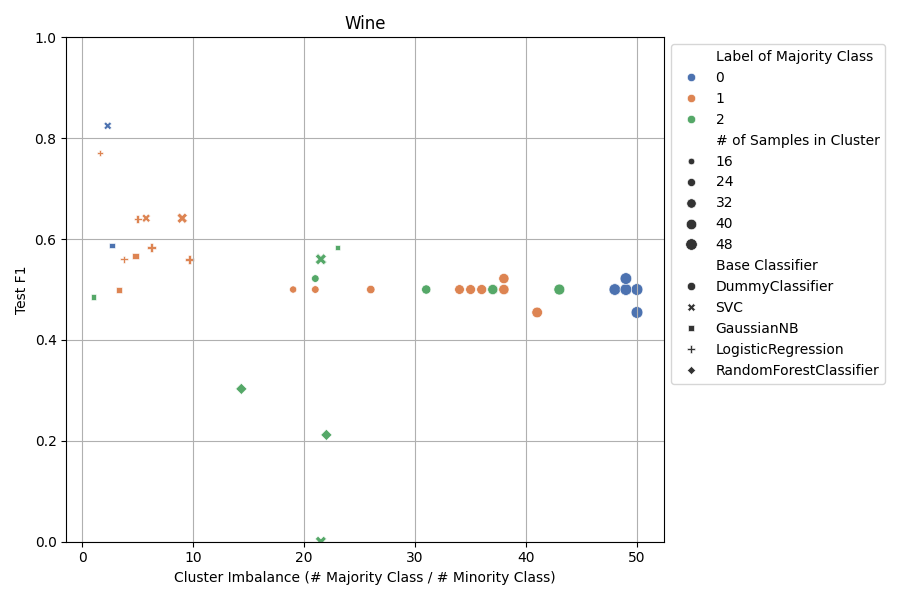 Wine
Test F1
1.0
0.8
0.6
0.4
0.2
0.0
0
10
20
30
40
50
Cluster Imbalance (# Majority Class / # Minority Class)
Label of Majority Class
0
1
2
# of Samples in Cluster
16
24
32
40
48
Base Classifier
DummyClassifier
SVC
GaussianNB
LogisticRegression
RandomForestClassifier